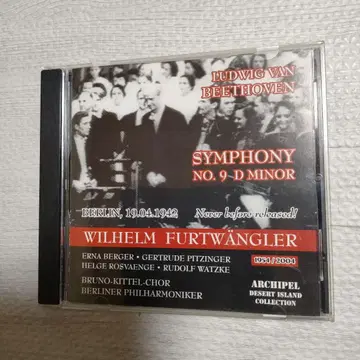 LUDWIG VAN
BEETHOVEN
SYMPHONY
NO. 9 - D MINOR
BERLIN, 19.04.1942 Never before released!
WILHELM FURTWÄNGLER
ERNA BERGER · GERTRUDE PITZINGER
HELGE ROSVAENGE · RUDOLF WATZKE
1954 / 2004
BRUNO-KITTEL-CHOR
BERLINER PHILHARMONIKER
ARCHIPEL
DESERT ISLAND
COLLECTION